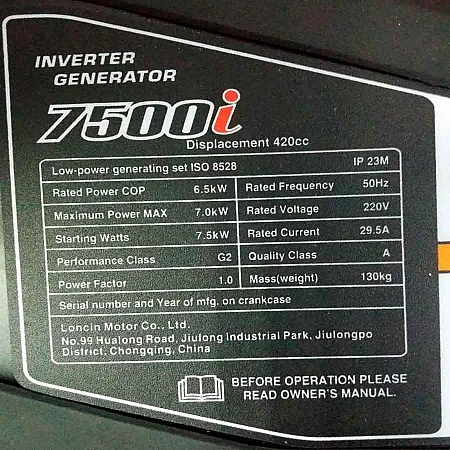 INVERTER
GENERATOR
7500i
Displacement 420cc
Low-power generating set ISO 8528 IP 23M
Rated Power COP 6.5kW Rated Frequency 50Hz
Maximum Power MAX 7.0kW Rated Voltage 220V
Starting Watts 7.5kW Rated Current 29.5A
Performance Class G2 Quality Class A
Power Factor 1.0 Mass(weight) 130kg
Serial number and Year of mfg. on crankcase
Loncin Motor Co., Ltd.
No.99 Hualong Road, Jiulong Industrial Park, Jiulongpo
District, Chongqing, China
BEFORE OPERATION PLEASE
READ OWNER'S MANUAL.